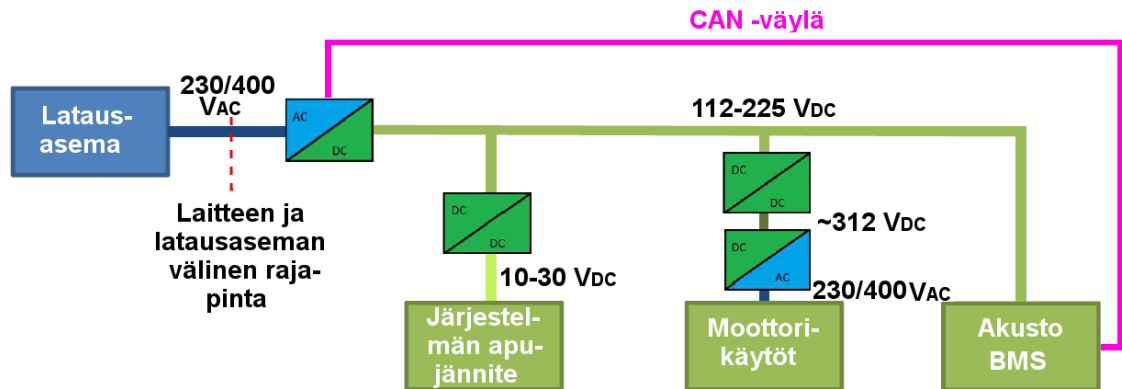 CAN -väylä
230/400
VAC
Lataus-
asema
AC
DC
112-225 VDC
Laitteen ja
latausaseman
välinen raja-
pinta
DC
DC
10-30 VDC
Järjestel-
män apu-
jännite
DC
DC
~312 VDC
DC
AC
230/400 VAC
Moottori-
käytöt
Akusto
BMS